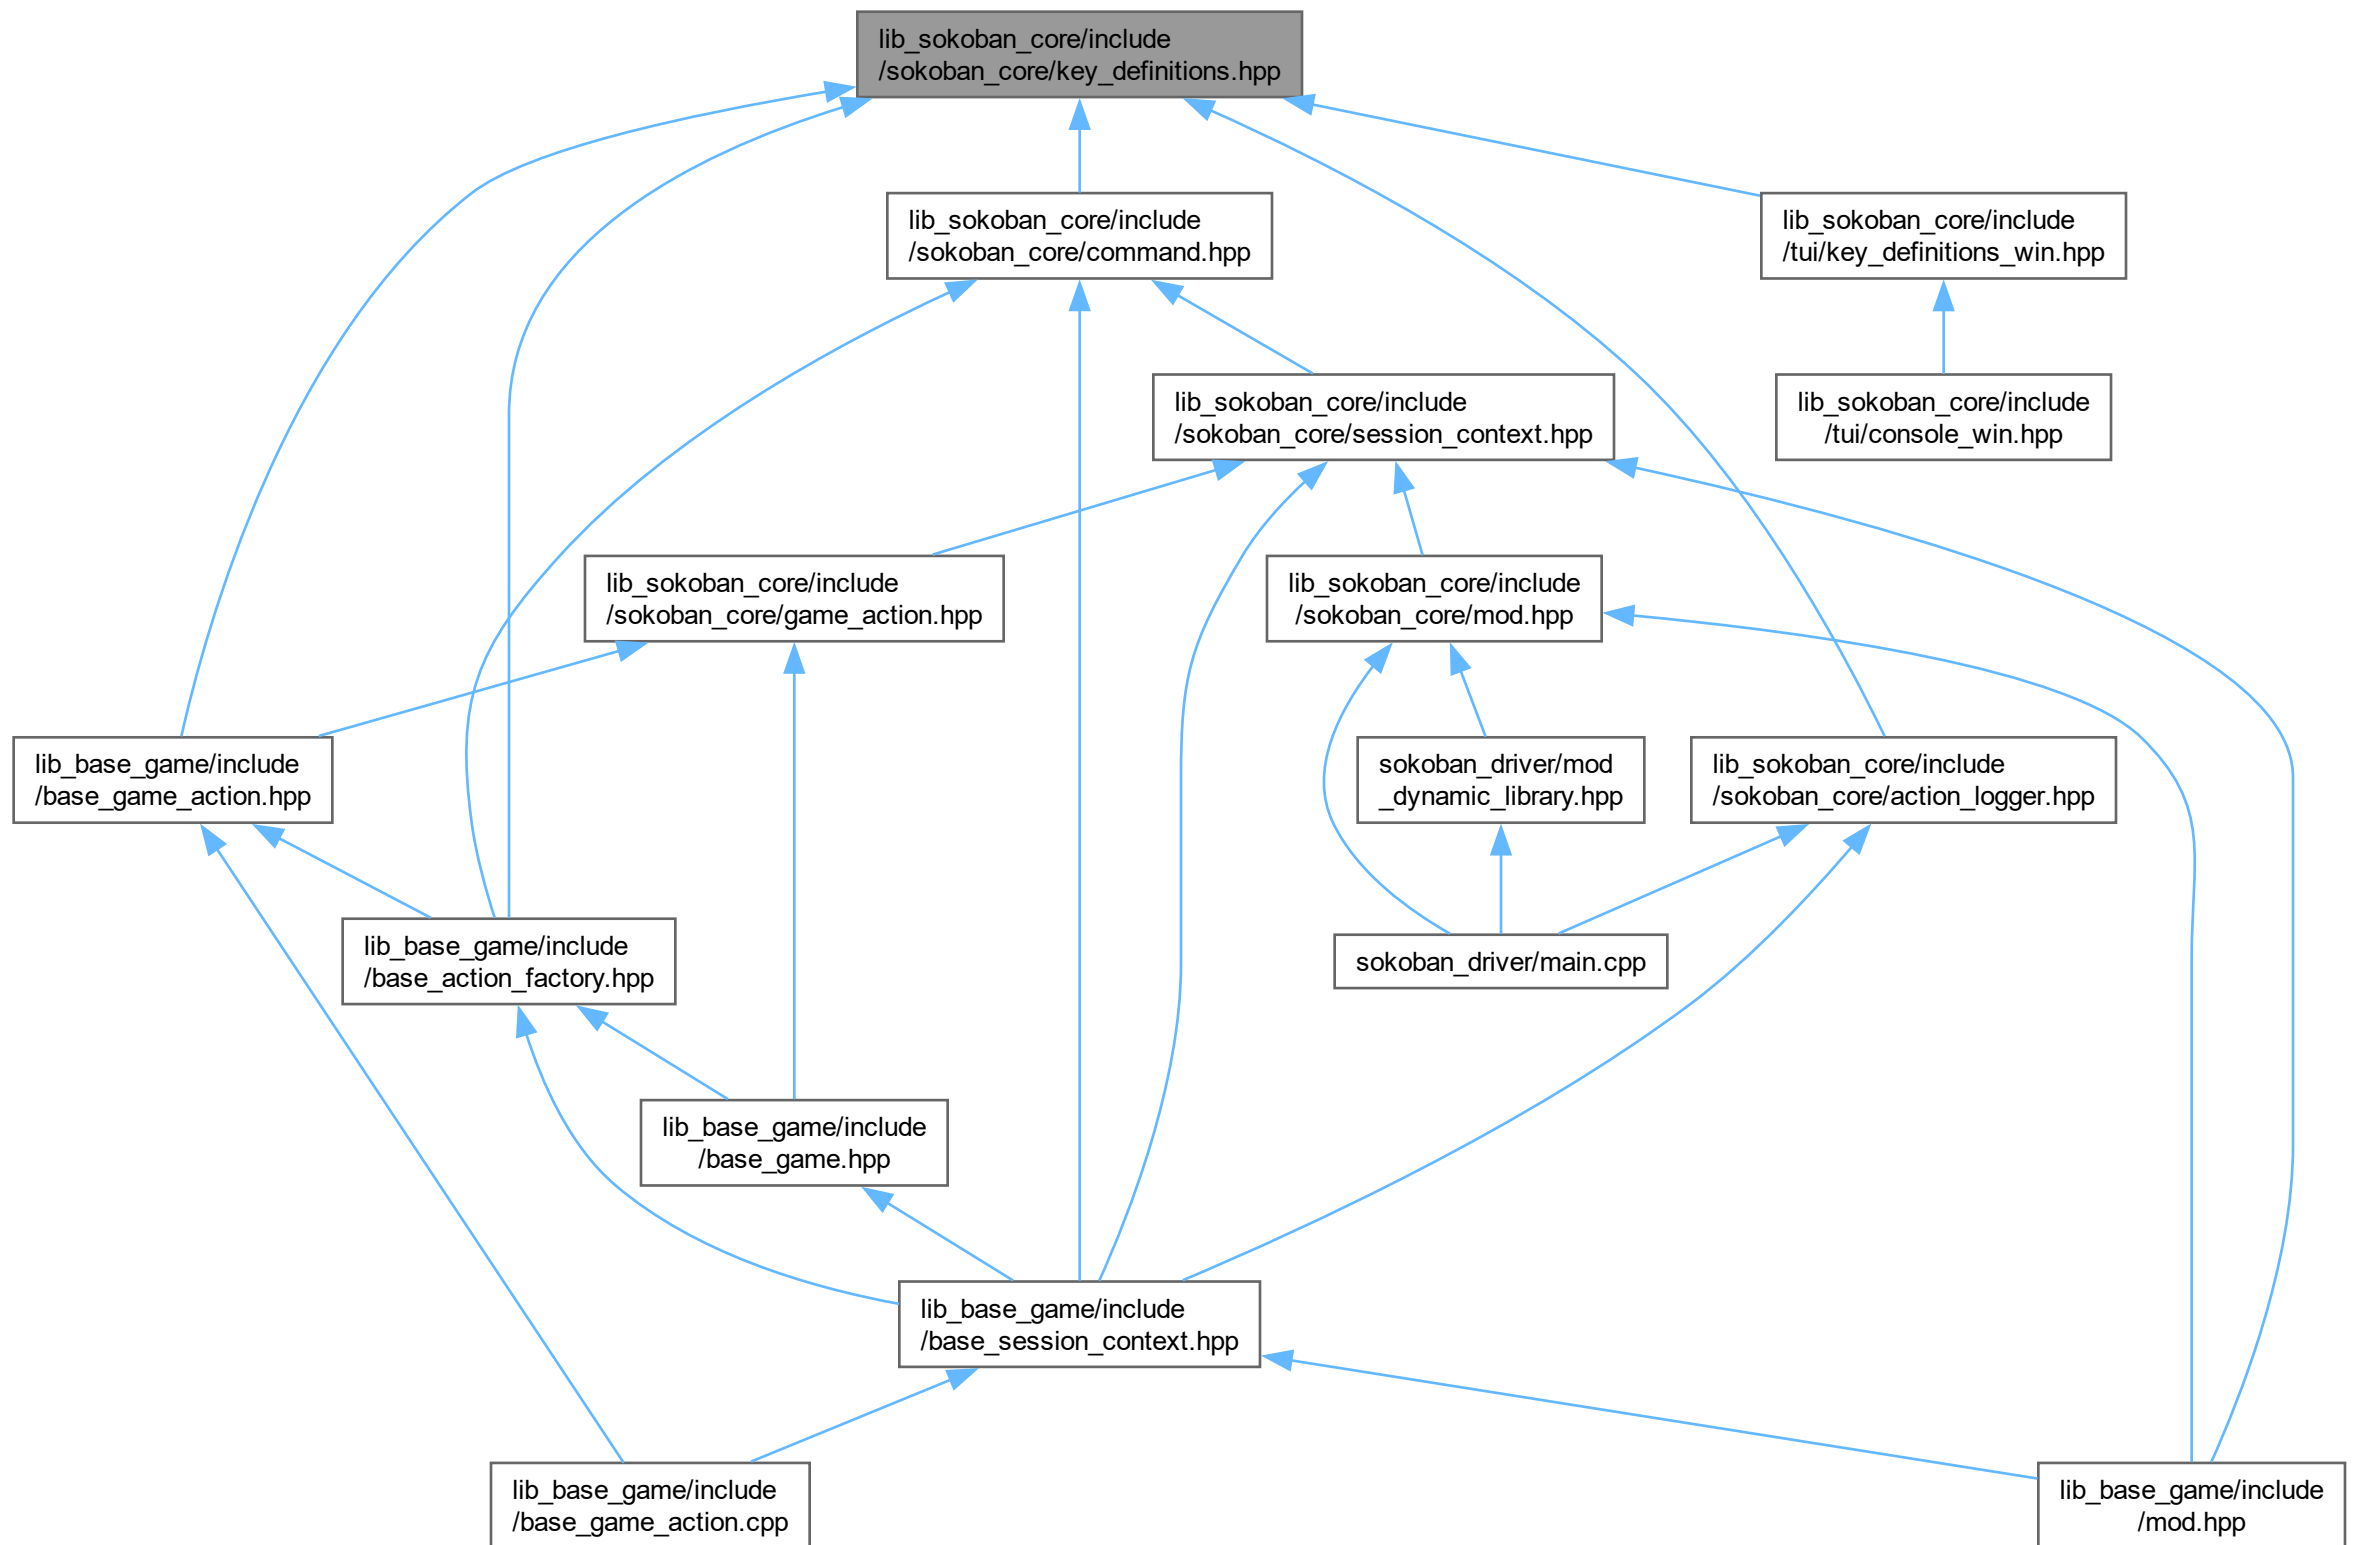 lib_sokoban_core/include
/sokoban_core/key_definitions.hpp
lib_sokoban_core/include
/sokoban_core/command.hpp
lib_sokoban_core/include
/tui/key_definitions_win.hpp
lib_sokoban_core/include
/sokoban_core/session_context.hpp
lib_sokoban_core/include
/tui/console_win.hpp
lib_sokoban_core/include
/sokoban_core/game_action.hpp
lib_sokoban_core/include
/sokoban_core/mod.hpp
lib_base_game/include
/base_game_action.hpp
sokoban_driver/mod
_dynamic_library.hpp
lib_sokoban_core/include
/sokoban_core/action_logger.hpp
lib_base_game/include
/base_action_factory.hpp
sokoban_driver/main.cpp
lib_base_game/include
/base_game.hpp
lib_base_game/include
/base_session_context.hpp
lib_base_game/include
/base_game_action.cpp
lib_base_game/include
/mod.hpp